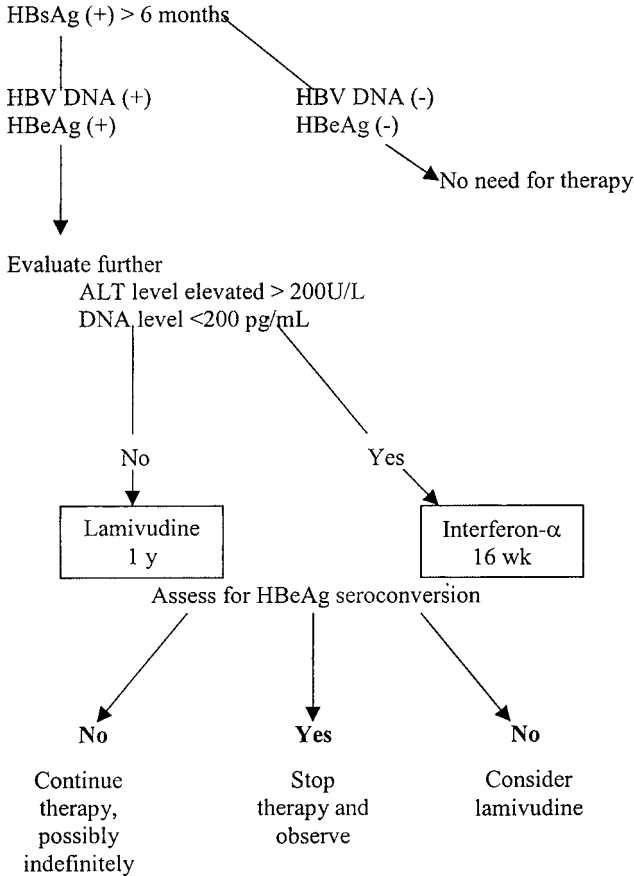 HBsAg (+) > 6 months
HBV DNA (+)
HBeAg (+)
HBV DNA (-)
HBeAg (-)
No need for therapy
Evaluate further
ALT level elevated > 200U/L
DNA level <200 pg/mL
No
Yes
Lamivudine
1 y
Interferon-α
16 wk
Assess for HBeAg seroconversion
No
Continue
therapy,
possibly
indefinitely
Yes
Stop
therapy and
observe
No
Consider
lamivudine